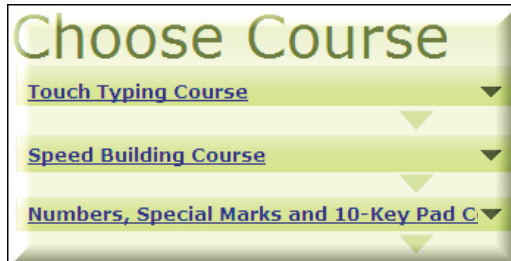 Choose Course
Touch Typing Course
Speed Building Course
Numbers, Special Marks and 10-Key Pad